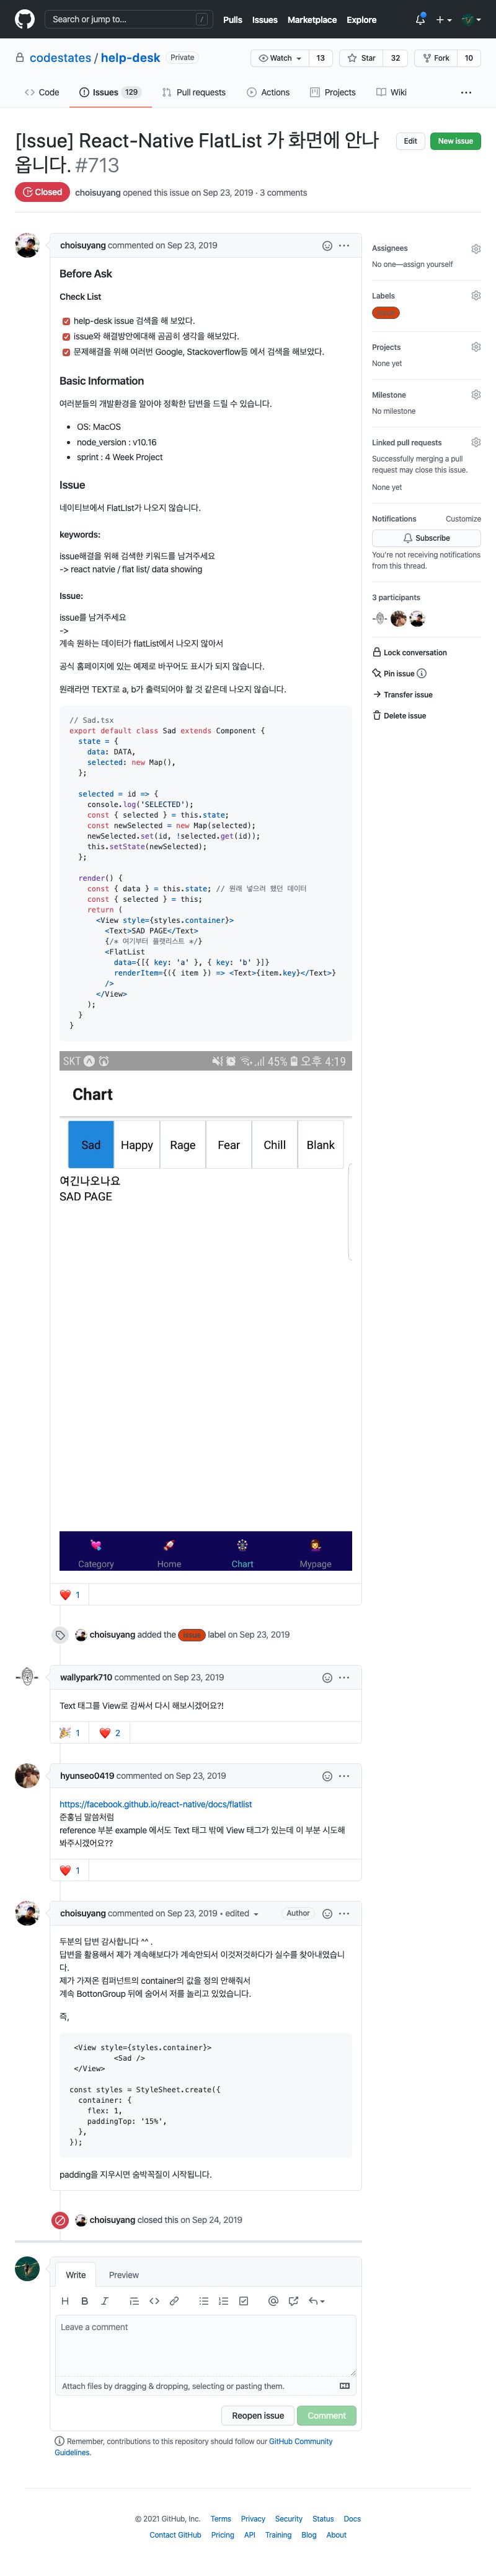 Search or jump to...
/
Pulls Issues Marketplace Explore
codestates / help-desk Private
Watch 13 Star 32 Fork 10
Code Issues 129 Pull requests Actions Projects Wiki ...
[Issue] React-Native FlatList 가 화면에 안나
옵니다. #713
Edit New issue
Closed choisuyang opened this issue on Sep 23, 2019 · 3 comments
choisuyang commented on Sep 23, 2019
Before Ask
Check List
help-desk issue 검색을 해 보았다.
issue와 해결방안에대해 곰곰히 생각을 해보았다.
문제해결을 위해 여러번 Google, Stackoverflow등 에서 검색을 해보았다.
Basic Information
여러분들의 개발환경을 알아야 정확한 답변을 드릴 수 있습니다.
• OS: MacOS
• node_version : v10.16
• sprint : 4 Week Project
Issue
네이티브에서 FlatList가 나오지 않습니다.
keywords:
issue해결을 위해 검색한 키워드를 남겨주세요
-> react natvie / flat list/ data showing
Issue:
issue를 남겨주세요
->
계속 원하는 데이터가 flatList에서 나오지 않아서
공식 홈페이지에 있는 예제로 바꾸어도 표시가 되지 않습니다.
원래라면 TEXT로 a, b가 출력되어야 할 것 같은데 나오지 않습니다.
// Sad.tsx
export default class Sad extends Component {
state = {
data: DATA,
selected: new Map(),
};
selected = id => {
console.log('SELECTED');
const { selected } = this.state;
const newSelected = new Map(selected);
newSelected.set(id, !selected.get(id));
this.setState(newSelected);
};
render() {
const { data } = this.state; // 원래 넣으려 했던 데이터
const { selected } = this;
return (
<View style={styles.container}>
<Text>SAD PAGE</Text>
{/* 여기부터 플랫리스트 */}
<FlatList
data={[{ key: 'a' }, { key: 'b' }]}
renderItem={({ item }) => <Text>{item.key}</Text>}
/>
</View>
);
}
}
SKT 45% 오후 4:19
Chart
Sad Happy Rage Fear Chill Blank
여긴나오나요
SAD PAGE
Category Home Chart Mypage
1
choisuyang added the issue label on Sep 23, 2019
wallypark710 commented on Sep 23, 2019
Text 태그를 View로 감싸서 다시 해보시겠어요?!
1 2
hyunseo0419 commented on Sep 23, 2019
https://facebook.github.io/react-native/docs/flatlist
준홍님 말씀처럼
reference 부분 example 에서도 Text 태그 밖에 View 태그가 있는데 이 부분 시도해
봐주시겠어요??
1
choisuyang commented on Sep 23, 2019 • edited Author
두분의 답변 감사합니다 ^^ .
답변을 활용해서 제가 계속해보다가 계속안되서 이것저것하다가 실수를 찾아내였습니
다.
제가 가져온 컴퍼넌트의 container의 값을 정의 안해줘서
계속 BottonGroup 뒤에 숨어서 저를 놀리고 있었습니다.
즉,
<View style={styles.container}>
<Sad />
</View>
const styles = StyleSheet.create({
container: {
flex: 1,
paddingTop: '15%',
},
});
padding을 지우시면 숨박꼭질이 시작됩니다.
choisuyang closed this on Sep 24, 2019
Write Preview
Leave a comment
Attach files by dragging & dropping, selecting or pasting them.
Reopen issue Comment
Remember, contributions to this repository should follow our GitHub Community
Guidelines.
Assignees
No one—assign yourself
Labels
issue
Projects
None yet
Milestone
No milestone
Linked pull requests
Successfully merging a pull
request may close this issue.
None yet
Notifications Customize
Subscribe
You're not receiving notifications
from this thread.
3 participants
Lock conversation
Pin issue
Transfer issue
Delete issue
© 2021 GitHub, Inc. Terms Privacy Security Status Docs
Contact GitHub Pricing API Training Blog About